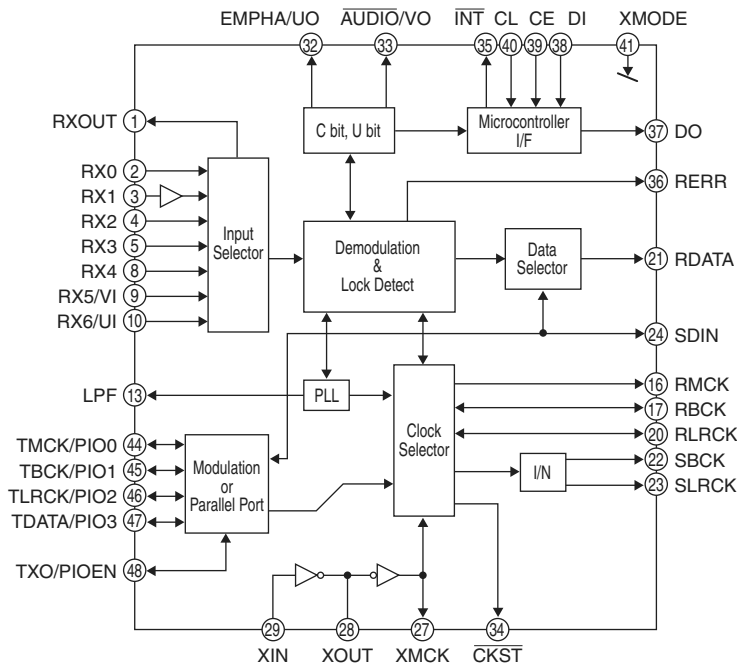 EMPHA/UO AUDIO/VO INT CL CE DI XMODE
32 33 35 40 39 38 41
RXOUT 1
C bit, U bit
Microcontroller
I/F
37 DO
RX0 2
RX1 3
RX2 4
RX3 5
RX4 8
RX5/VI 9
RX6/UI 10
Input
Selector
36 RERR
Demodulation
&
Lock Detect
Data
Selector
21 RDATA
24 SDIN
LPF 13
PLL
Clock
Selector
16 RMCK
17 RBCK
20 RLRCK
22 SBCK
23 SLRCK
I/N
TMCK/PIO0 44
TBCK/PIO1 45
TLRCK/PIO2 46
TDATA/PIO3 47
TXO/PIOEN 48
Modulation
or
Parallel Port
29 28 27 34
XIN XOUT XMCK CKST